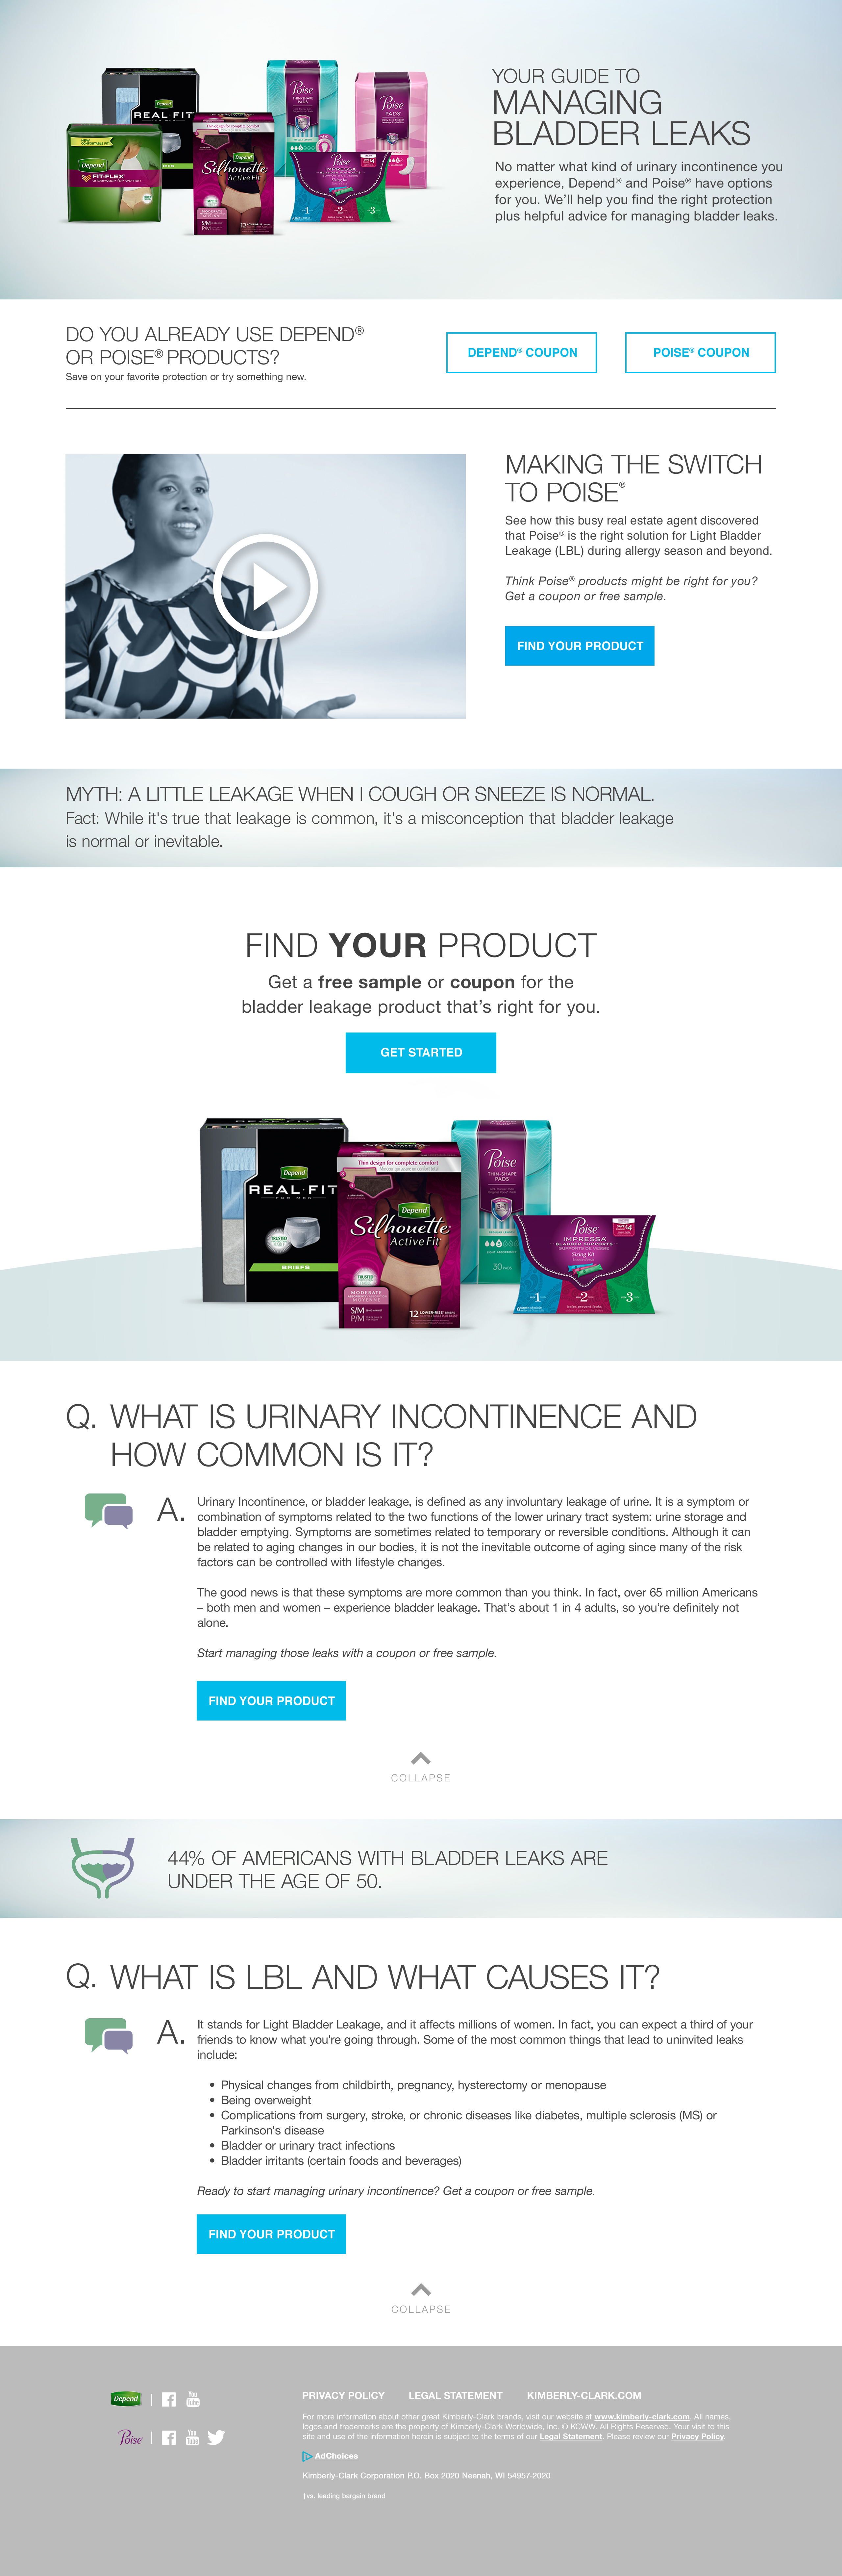 YOUR GUIDE TO
MANAGING
BLADDER LEAKS
No matter what kind of urinary incontinence you
experience, Depend® and Poise® have options
for you. We'll help you find the right protection
plus helpful advice for managing bladder leaks.
Depend
REAL·FIT
Depend
FIT-FLEX
Depend
Silhouette
Active Fit
S/M
P/M
12
Poise
PADS
Poise
PADS
Poise
IMPRESSA
1
2
3
DO YOU ALREADY USE DEPEND®
OR POISE® PRODUCTS?
Save on your favorite protection or try something new.
DEPEND® COUPON
POISE® COUPON
MAKING THE SWITCH
TO POISE®
See how this busy real estate agent discovered
that Poise® is the right solution for Light Bladder
Leakage (LBL) during allergy season and beyond.
Think Poise® products might be right for you?
Get a coupon or free sample.
FIND YOUR PRODUCT
MYTH: A LITTLE LEAKAGE WHEN I COUGH OR SNEEZE IS NORMAL.
Fact: While it's true that leakage is common, it's a misconception that bladder leakage
is normal or inevitable.
FIND YOUR PRODUCT
Get a free sample or coupon for the
bladder leakage product that's right for you.
GET STARTED
Depend
REAL·FIT
FOR MEN
BRIEFS
Thin design for complete comfort
Depend
Silhouette
Active Fit
MODERATE
S/M
P/M
12
Poise
THIN-SHAPE
PADS
30
Poise
IMPRESSA
BLADDER SUPPORTS
Sizing Kit
1
2
3
Q. WHAT IS URINARY INCONTINENCE AND
HOW COMMON IS IT?
A. Urinary Incontinence, or bladder leakage, is defined as any involuntary leakage of urine. It is a symptom or
combination of symptoms related to the two functions of the lower urinary tract system: urine storage and
bladder emptying. Symptoms are sometimes related to temporary or reversible conditions. Although it can
be related to aging changes in our bodies, it is not the inevitable outcome of aging since many of the risk
factors can be controlled with lifestyle changes.
The good news is that these symptoms are more common than you think. In fact, over 65 million Americans
– both men and women – experience bladder leakage. That's about 1 in 4 adults, so you're definitely not
alone.
Start managing those leaks with a coupon or free sample.
FIND YOUR PRODUCT
COLLAPSE
44% OF AMERICANS WITH BLADDER LEAKS ARE
UNDER THE AGE OF 50.
Q. WHAT IS LBL AND WHAT CAUSES IT?
A. It stands for Light Bladder Leakage, and it affects millions of women. In fact, you can expect a third of your
friends to know what you're going through. Some of the most common things that lead to uninvited leaks
include:
• Physical changes from childbirth, pregnancy, hysterectomy or menopause
• Being overweight
• Complications from surgery, stroke, or chronic diseases like diabetes, multiple sclerosis (MS) or
Parkinson's disease
• Bladder or urinary tract infections
• Bladder irritants (certain foods and beverages)
Ready to start managing urinary incontinence? Get a coupon or free sample.
FIND YOUR PRODUCT
COLLAPSE
Depend
You Tube
Poise
You Tube
PRIVACY POLICY LEGAL STATEMENT KIMBERLY-CLARK.COM
For more information about other great Kimberly-Clark brands, visit our website at www.kimberly-clark.com. All names,
logos and trademarks are the property of Kimberly-Clark Worldwide, Inc. © KCWW. All Rights Reserved. Your visit to this
site and use of the information herein is subject to the terms of our Legal Statement. Please review our Privacy Policy.
AdChoices
Kimberly-Clark Corporation P.O. Box 2020 Neenah, WI 54957-2020
†vs. leading bargain brand